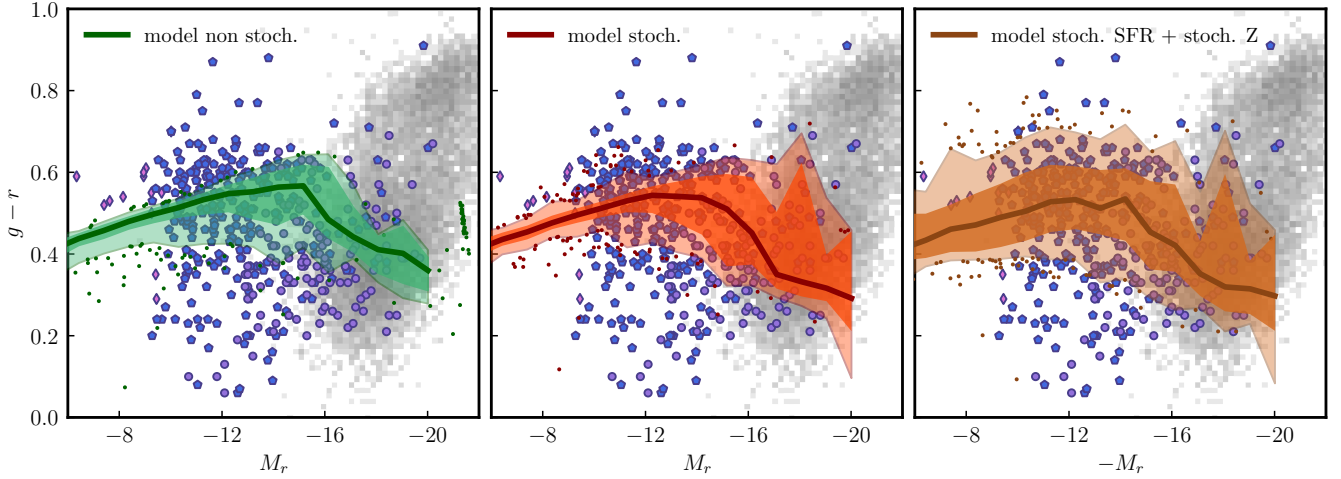 model non stoch.
model stoch.
model stoch. SFR + stoch. Z
1.0
0.8
0.6
0.4
0.2
0.0
g − r
−8 −12 −16 −20
−8 −12 −16 −20
−8 −12 −16 −20
M_r
M_r
−M_r